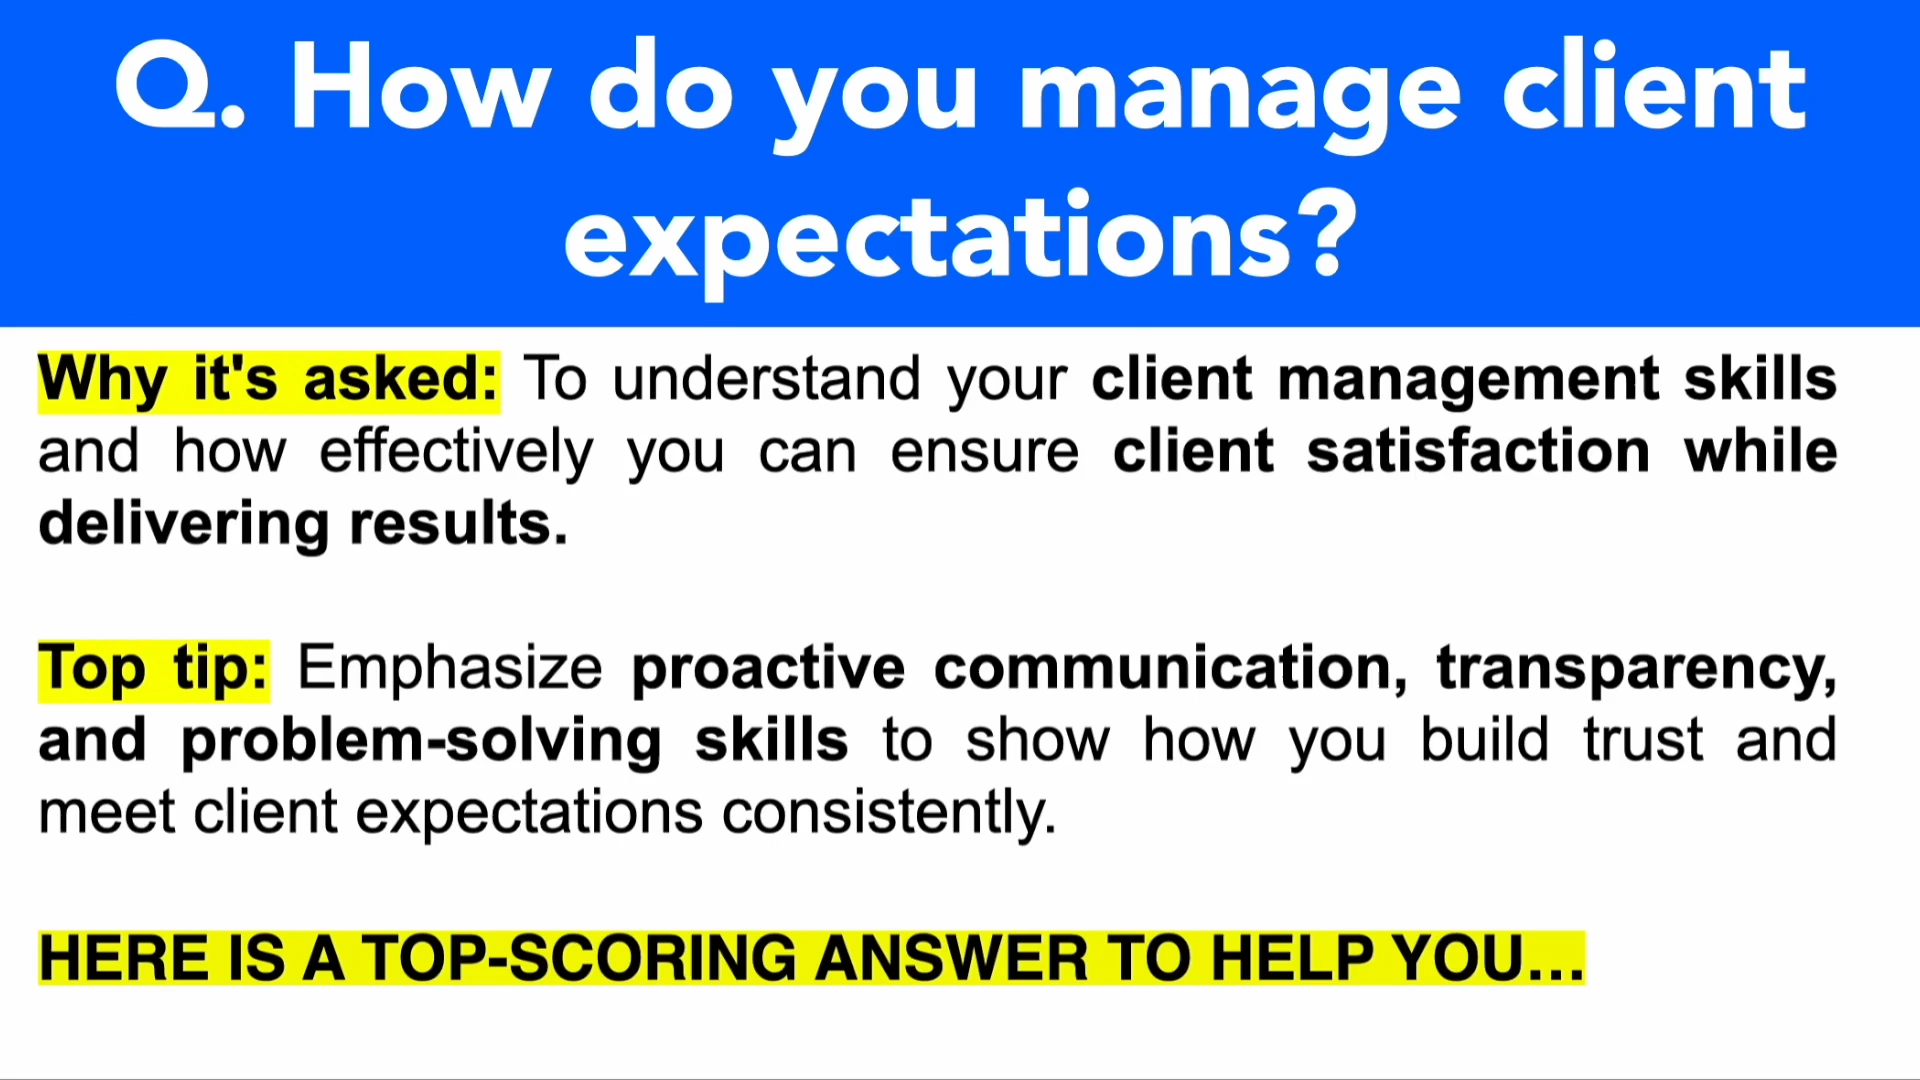 Q. How do you manage client
expectations?
Why it's asked: To understand your client management skills
and how effectively you can ensure client satisfaction while
delivering results.
Top tip: Emphasize proactive communication, transparency,
and problem-solving skills to show how you build trust and
meet client expectations consistently.
HERE IS A TOP-SCORING ANSWER TO HELP YOU…